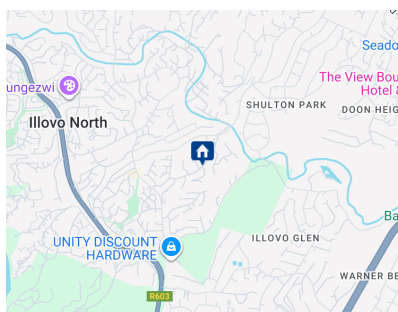 Seado
ungezwi
The View Bou
Hotel &
SHULTON PARK
DOON HEIG
Illovo North
Ba
UNITY DISCOUNT
HARDWARE
ILLOVO GLEN
WARNER BE
R603